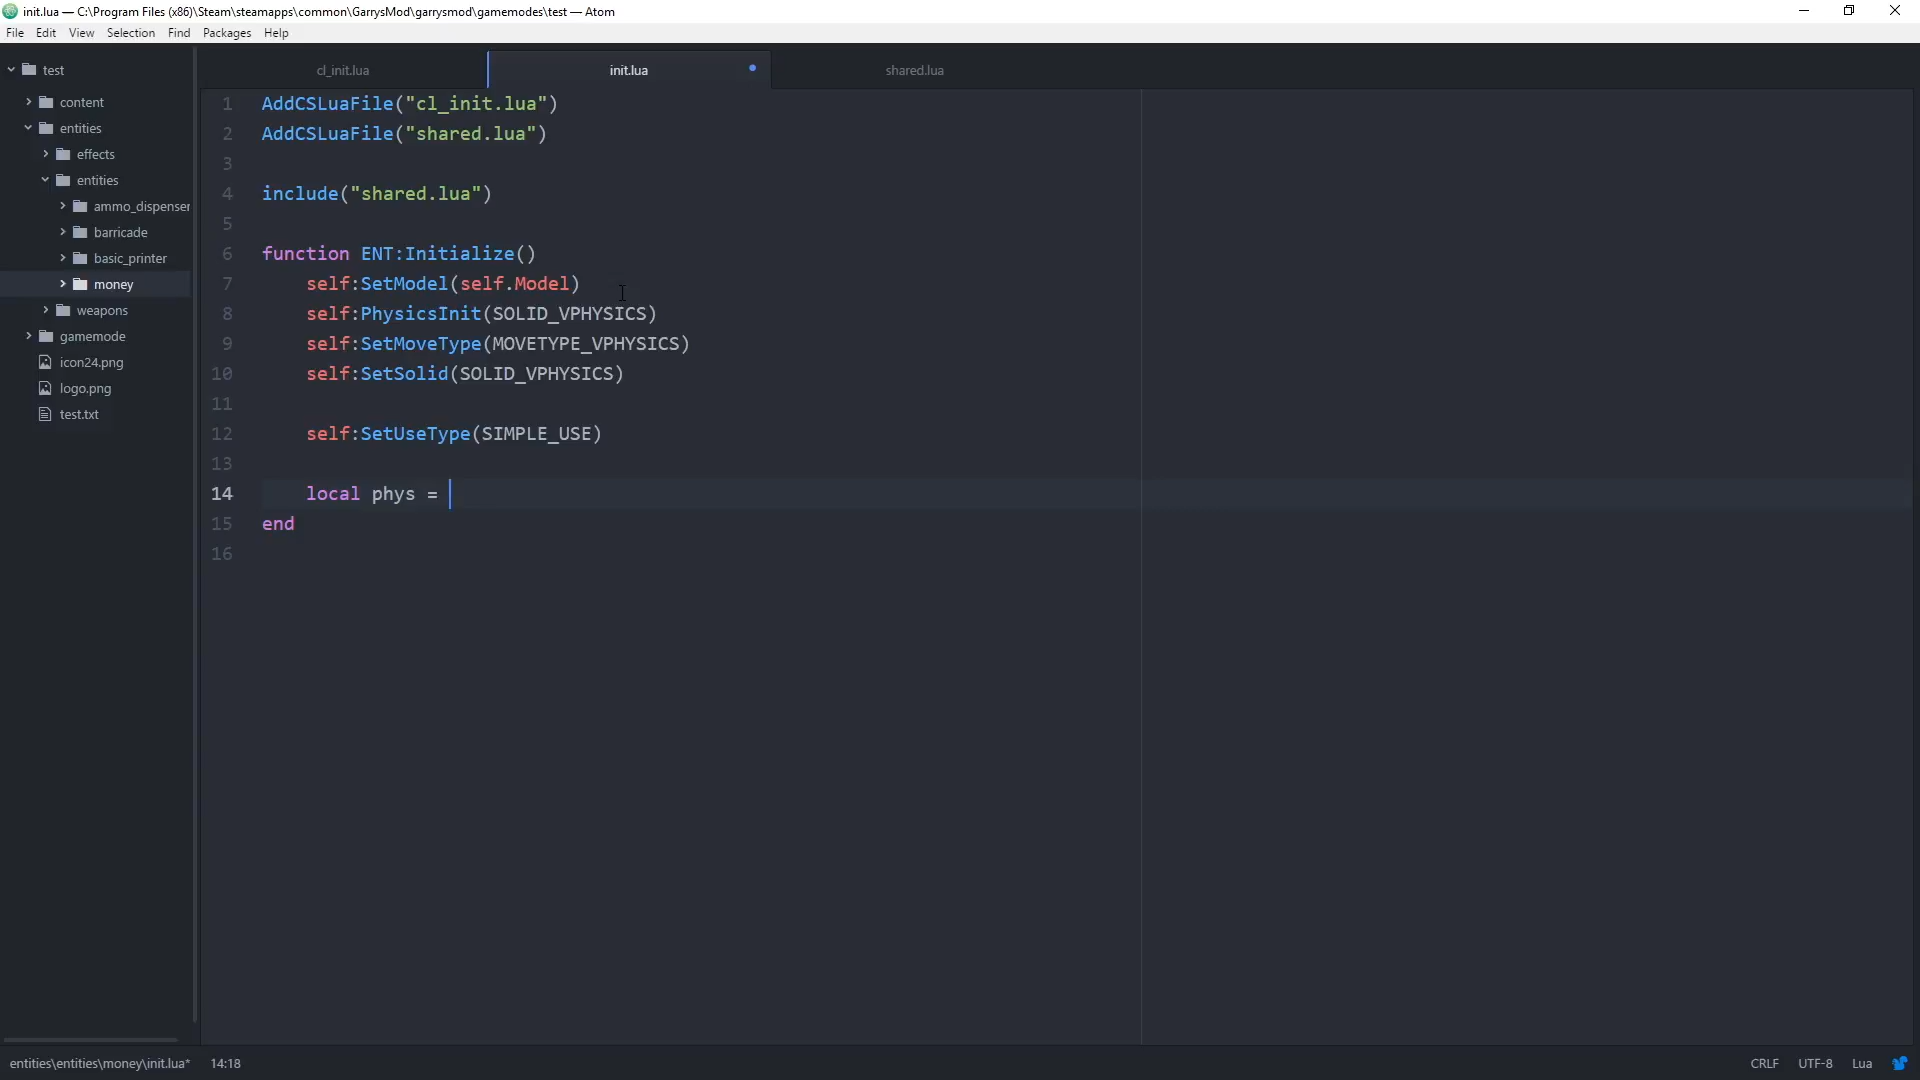 init.lua — C:\Program Files (x86)\Steam\steamapps\common\GarrysMod\garrysmod\gamemodes\test — Atom
File Edit View Selection Find Packages Help
test
content
entities
effects
entities
ammo_dispenser
barricade
basic_printer
money
weapons
gamemode
icon24.png
logo.png
test.txt
cl_init.lua init.lua shared.lua
1 AddCSLuaFile("cl_init.lua")
2 AddCSLuaFile("shared.lua")
3
4 include("shared.lua")
5
6 function ENT:Initialize()
7 self:SetModel(self.Model)
8 self:PhysicsInit(SOLID_VPHYSICS)
9 self:SetMoveType(MOVETYPE_VPHYSICS)
10 self:SetSolid(SOLID_VPHYSICS)
11
12 self:SetUseType(SIMPLE_USE)
13
14 local phys =
15 end
16
entities\entities\money\init.lua* 14:18 CRLF UTF-8 Lua